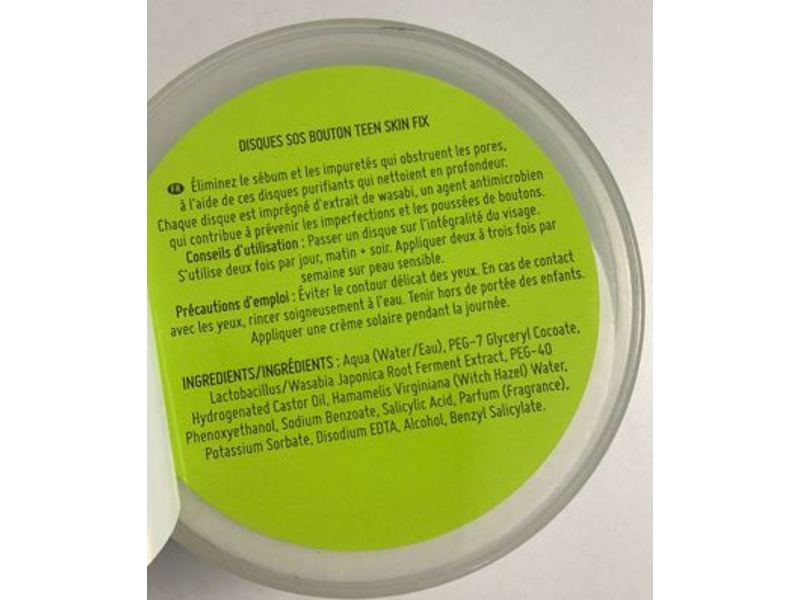 DISQUES SOS BOUTON TEEN SKIN FIX
FR Éliminez le sébum et les impuretés qui obstruent les pores,
à l'aide de ces disques purifiants qui nettoient en profondeur.
Chaque disque est imprégné d'extrait de wasabi, un agent antimicrobien
qui contribue à prévenir les imperfections et les poussées de boutons.
Conseils d'utilisation : Passer un disque sur l'intégralité du visage.
S'utilise deux fois par jour, matin + soir. Appliquer deux à trois fois par
semaine sur peau sensible.
Précautions d'emploi : Éviter le contour délicat des yeux. En cas de contact
avec les yeux, rincer soigneusement à l'eau. Tenir hors de portée des enfants.
Appliquer une crème solaire pendant la journée.
INGREDIENTS/INGRÉDIENTS : Aqua (Water/Eau), PEG-7 Glyceryl Cocoate,
Lactobacillus/Wasabia Japonica Root Ferment Extract, PEG-40
Hydrogenated Castor Oil, Hamamelis Virginiana (Witch Hazel) Water,
Phenoxyethanol, Sodium Benzoate, Salicylic Acid, Parfum (Fragrance),
Potassium Sorbate, Disodium EDTA, Alcohol, Benzyl Salicylate.